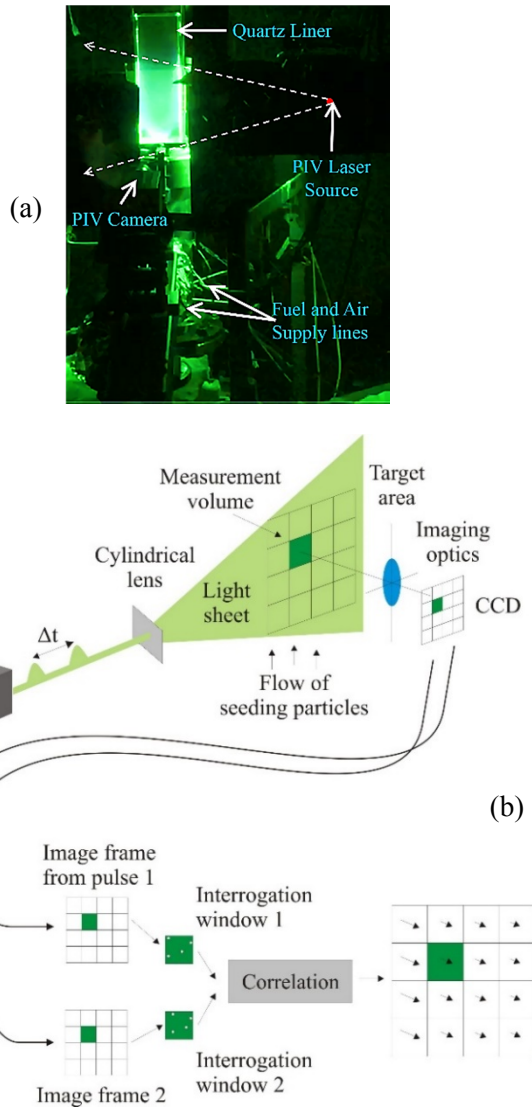 Quartz Liner
PIV Laser
Source
(a)
PIV Camera
Fuel and Air
Supply lines
Measurement
volume
Target
area
Cylindrical
lens
Imaging
optics
Light
sheet
CCD
Δt
Flow of
seeding particles
(b)
Image frame
from pulse 1
Interrogation
window 1
Correlation
Interrogation
window 2
Image frame 2